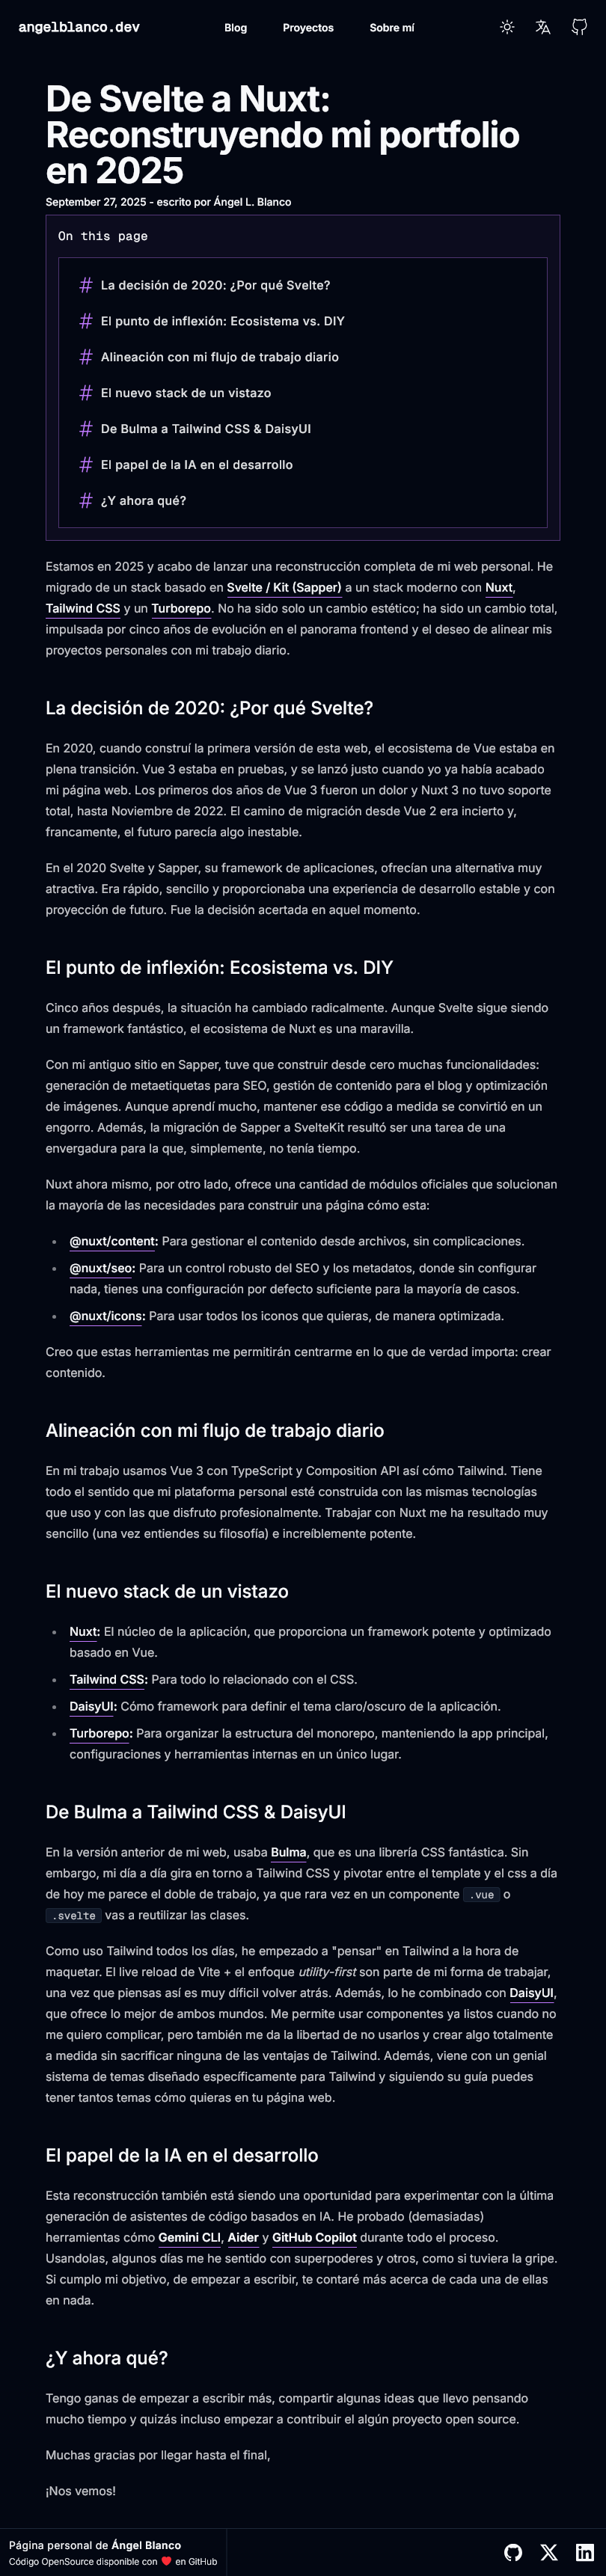 angelblanco.dev
Blog
Proyectos
Sobre mí
De Svelte a Nuxt:
Reconstruyendo mi portfolio
en 2025
September 27, 2025 - escrito por Ángel L. Blanco
On this page
# La decisión de 2020: ¿Por qué Svelte?
# El punto de inflexión: Ecosistema vs. DIY
# Alineación con mi flujo de trabajo diario
# El nuevo stack de un vistazo
# De Bulma a Tailwind CSS & DaisyUI
# El papel de la IA en el desarrollo
# ¿Y ahora qué?
Estamos en 2025 y acabo de lanzar una reconstrucción completa de mi web personal. He
migrado de un stack basado en Svelte / Kit (Sapper) a un stack moderno con Nuxt,
Tailwind CSS y un Turborepo. No ha sido solo un cambio estético; ha sido un cambio total,
impulsada por cinco años de evolución en el panorama frontend y el deseo de alinear mis
proyectos personales con mi trabajo diario.
La decisión de 2020: ¿Por qué Svelte?
En 2020, cuando construí la primera versión de esta web, el ecosistema de Vue estaba en
plena transición. Vue 3 estaba en pruebas, y se lanzó justo cuando yo ya había acabado
mi página web. Los primeros dos años de Vue 3 fueron un dolor y Nuxt 3 no tuvo soporte
total, hasta Noviembre de 2022. El camino de migración desde Vue 2 era incierto y,
francamente, el futuro parecía algo inestable.
En el 2020 Svelte y Sapper, su framework de aplicaciones, ofrecían una alternativa muy
atractiva. Era rápido, sencillo y proporcionaba una experiencia de desarrollo estable y con
proyección de futuro. Fue la decisión acertada en aquel momento.
El punto de inflexión: Ecosistema vs. DIY
Cinco años después, la situación ha cambiado radicalmente. Aunque Svelte sigue siendo
un framework fantástico, el ecosistema de Nuxt es una maravilla.
Con mi antiguo sitio en Sapper, tuve que construir desde cero muchas funcionalidades:
generación de metaetiquetas para SEO, gestión de contenido para el blog y optimización
de imágenes. Aunque aprendí mucho, mantener ese código a medida se convirtió en un
engorro. Además, la migración de Sapper a SvelteKit resultó ser una tarea de una
envergadura para la que, simplemente, no tenía tiempo.
Nuxt ahora mismo, por otro lado, ofrece una cantidad de módulos oficiales que solucionan
la mayoría de las necesidades para construir una página cómo esta:
• @nuxt/content: Para gestionar el contenido desde archivos, sin complicaciones.
• @nuxt/seo: Para un control robusto del SEO y los metadatos, donde sin configurar
nada, tienes una configuración por defecto suficiente para la mayoría de casos.
• @nuxt/icons: Para usar todos los iconos que quieras, de manera optimizada.
Creo que estas herramientas me permitirán centrarme en lo que de verdad importa: crear
contenido.
Alineación con mi flujo de trabajo diario
En mi trabajo usamos Vue 3 con TypeScript y Composition API así cómo Tailwind. Tiene
todo el sentido que mi plataforma personal esté construida con las mismas tecnologías
que uso y con las que disfruto profesionalmente. Trabajar con Nuxt me ha resultado muy
sencillo (una vez entiendes su filosofía) e increíblemente potente.
El nuevo stack de un vistazo
• Nuxt: El núcleo de la aplicación, que proporciona un framework potente y optimizado
basado en Vue.
• Tailwind CSS: Para todo lo relacionado con el CSS.
• DaisyUI: Cómo framework para definir el tema claro/oscuro de la aplicación.
• Turborepo: Para organizar la estructura del monorepo, manteniendo la app principal,
configuraciones y herramientas internas en un único lugar.
De Bulma a Tailwind CSS & DaisyUI
En la versión anterior de mi web, usaba Bulma, que es una librería CSS fantástica. Sin
embargo, mi día a día gira en torno a Tailwind CSS y pivotar entre el template y el css a día
de hoy me parece el doble de trabajo, ya que rara vez en un componente .vue o
.svelte vas a reutilizar las clases.
Como uso Tailwind todos los días, he empezado a "pensar" en Tailwind a la hora de
maquetar. El live reload de Vite + el enfoque utility-first son parte de mi forma de trabajar,
una vez que piensas así es muy díficil volver atrás. Además, lo he combinado con DaisyUI,
que ofrece lo mejor de ambos mundos. Me permite usar componentes ya listos cuando no
me quiero complicar, pero también me da la libertad de no usarlos y crear algo totalmente
a medida sin sacrificar ninguna de las ventajas de Tailwind. Además, viene con un genial
sistema de temas diseñado específicamente para Tailwind y siguiendo su guía puedes
tener tantos temas cómo quieras en tu página web.
El papel de la IA en el desarrollo
Esta reconstrucción también está siendo una oportunidad para experimentar con la última
generación de asistentes de código basados en IA. He probado (demasiadas)
herramientas cómo Gemini CLI, Aider y GitHub Copilot durante todo el proceso.
Usandolas, algunos días me he sentido con superpoderes y otros, como si tuviera la gripe.
Si cumplo mi objetivo, de empezar a escribir, te contaré más acerca de cada una de ellas
en nada.
¿Y ahora qué?
Tengo ganas de empezar a escribir más, compartir algunas ideas que llevo pensando
mucho tiempo y quizás incluso empezar a contribuir el algún proyecto open source.
Muchas gracias por llegar hasta el final,
¡Nos vemos!
Página personal de Ángel Blanco
Código OpenSource disponible con ❤ en GitHub